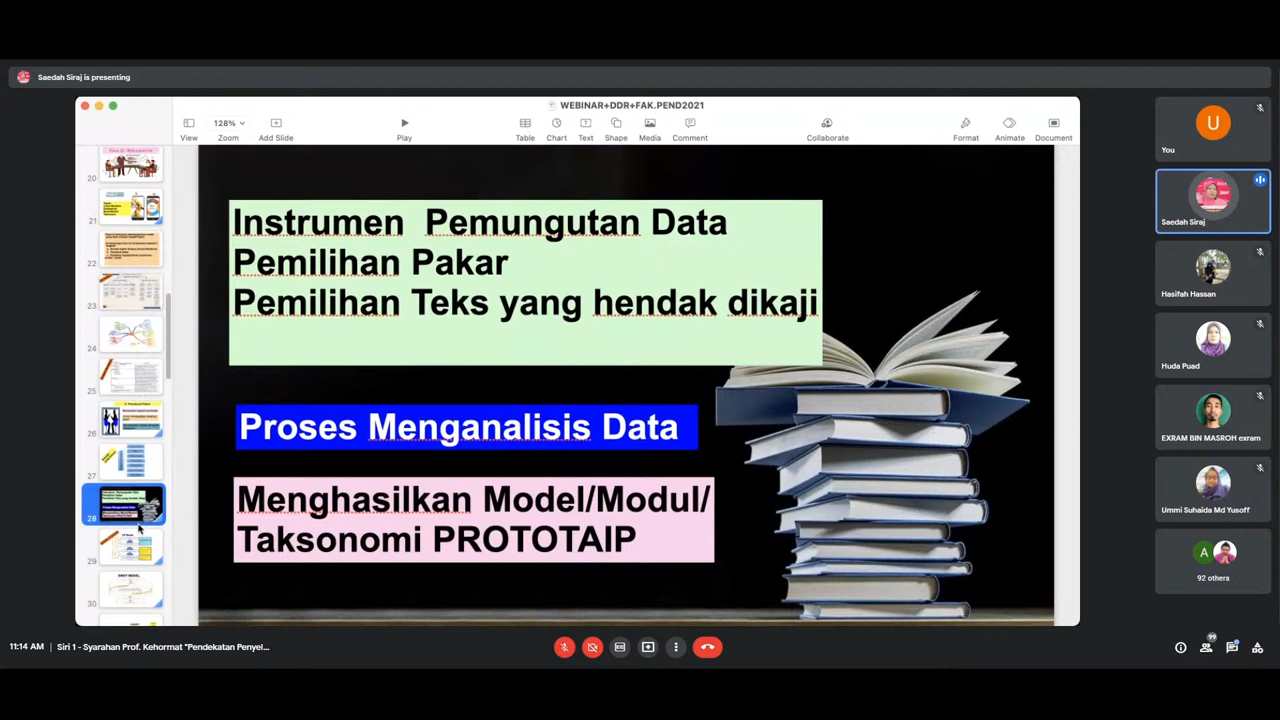 Saedah Siraj is presenting
WEBINAR+DDR+FAK.PEND2021
128%
View
Zoom
Add Slide
Play
Table
Chart
Text
Shape
Media
Comment
Collaborate
Format
Animate
Document
20
21
22
23
24
25
26
27
28
29
30
Instrumen Pemungutan Data
Pemilihan Pakar
Pemilihan Teks yang hendak dikaji
Proses Menganalisis Data
Menghasilkan Model/Modul/
Taksonomi PROTOTAIP
U
You
Saedah Siraj
Hasifah Hassan
Huda Puad
EXRAM BIN MASROH exram
Ummi Suhaida Md Yusoff
A
92 others
11:14 AM | Siri 1 - Syarahan Prof. Kehormat "Pendekatan Penyel...
99